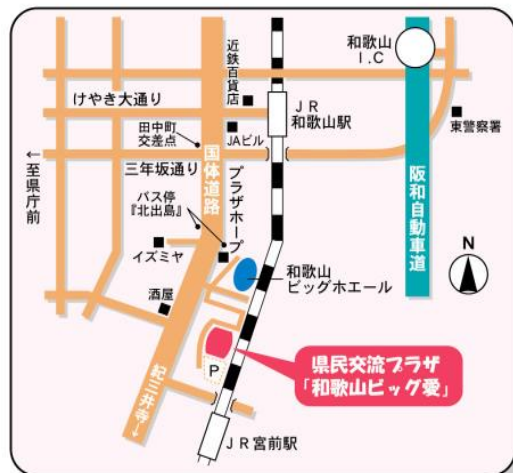 近鉄百貨店
和歌山
I.C
けやき大通り
JR
和歌山駅
田中町
交差点
JAビル
東警察署
←至県庁前
三年坂通り
国体道路
プラザホープ
阪和自動車道
バス停
『北出島』
イズミヤ
N
和歌山
ビッグホエール
酒屋
県民交流プラザ
「和歌山ビッグ愛」
P
紀三井寺→
JR宮前駅